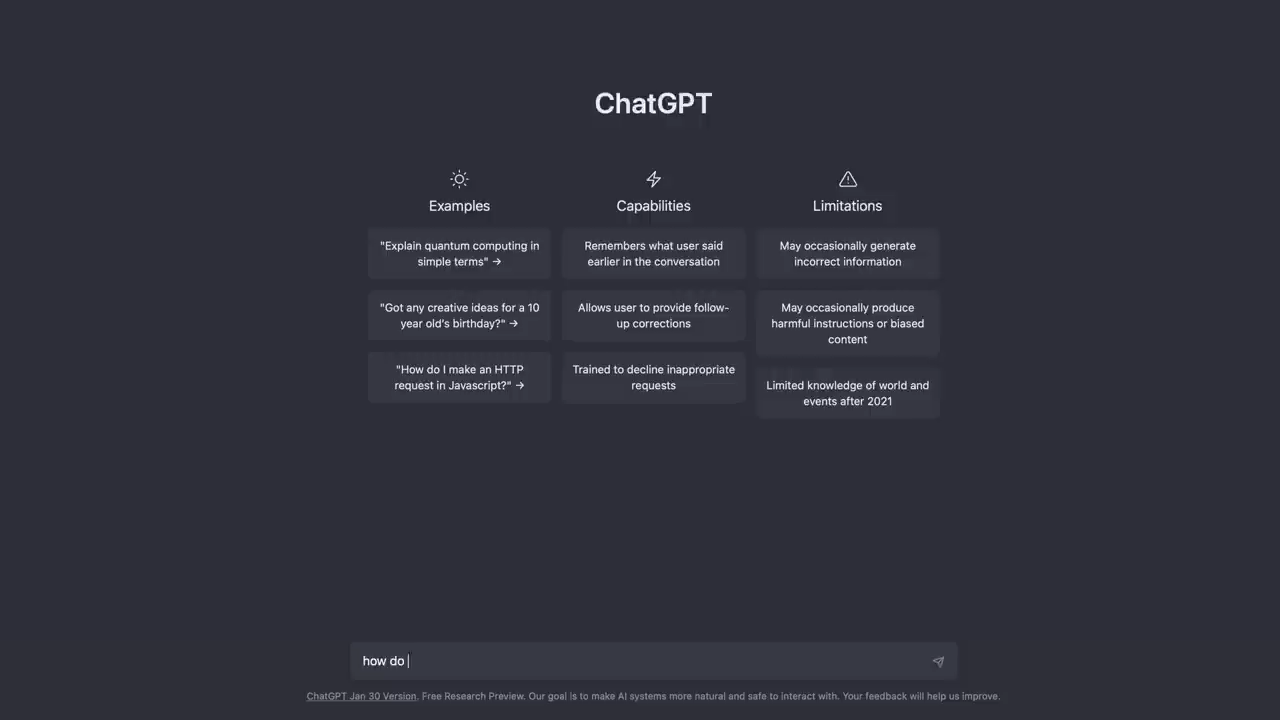 ChatGPT
Examples
"Explain quantum computing in
simple terms" →
"Got any creative ideas for a 10
year old's birthday?" →
"How do I make an HTTP
request in Javascript?" →
Capabilities
Remembers what user said
earlier in the conversation
Allows user to provide follow-
up corrections
Trained to decline inappropriate
requests
Limitations
May occasionally generate
incorrect information
May occasionally produce
harmful instructions or biased
content
Limited knowledge of world and
events after 2021
how do
ChatGPT Jan 30 Version. Free Research Preview. Our goal is to make AI systems more natural and safe to interact with. Your feedback will help us improve.